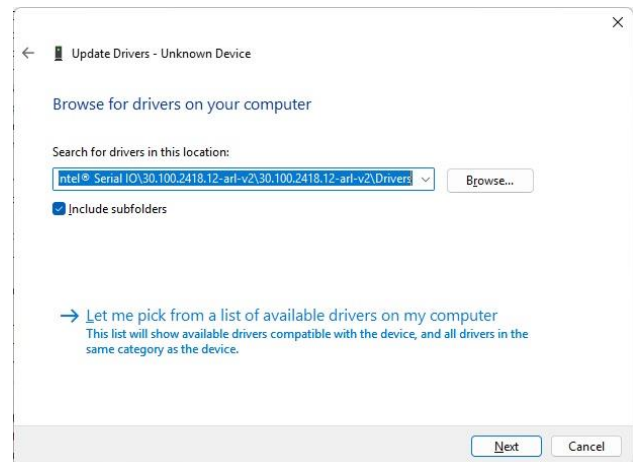 Update Drivers - Unknown Device
Browse for drivers on your computer
Search for drivers in this location:
ntel® Serial IO\30.100.2418.12-arl-v2\30.100.2418.12-arl-v2\Drivers
Browse...
Include subfolders
Let me pick from a list of available drivers on my computer
This list will show available drivers compatible with the device, and all drivers in the
same category as the device.
Next
Cancel